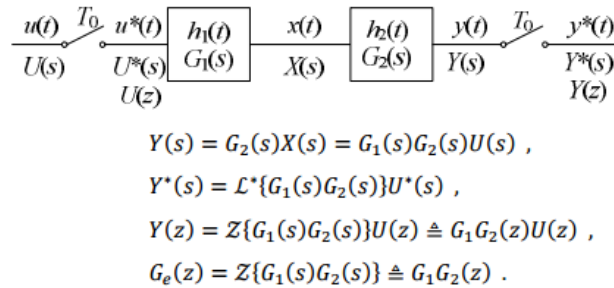 u(t) T₀ u*(t) h₁(t) x(t) h₂(t) y(t) T₀ y*(t)
U(s) U*(s) G₁(s) X(s) G₂(s) Y(s) Y*(s)
U(z) Y(z)
Y(s) = G₂(s)X(s) = G₁(s)G₂(s)U(s) ,
Y*(s) = ℒ*{G₁(s)G₂(s)}U*(s) ,
Y(z) = 𝒵{G₁(s)G₂(s)}U(z) ≜ G₁G₂(z)U(z) ,
Gₑ(z) = 𝒵{G₁(s)G₂(s)} ≜ G₁G₂(z) .